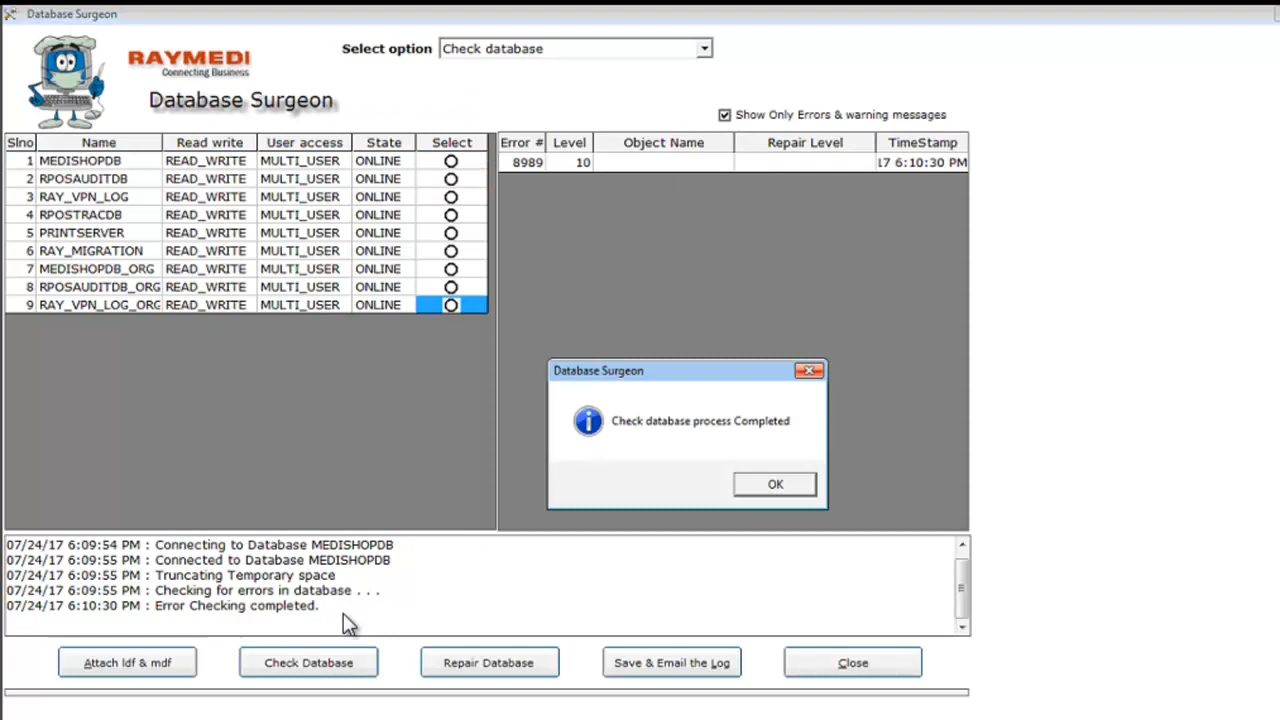 Database Surgeon
RAYMEDI
Connecting Business
Database Surgeon
Select option Check database
Show Only Errors & warning messages
Slno Name Read write User access State Select
1 MEDISHOPDB READ_WRITE MULTI_USER ONLINE
2 RPOSAUDITDB READ_WRITE MULTI_USER ONLINE
3 RAY_VPN_LOG READ_WRITE MULTI_USER ONLINE
4 RPOSTRACDB READ_WRITE MULTI_USER ONLINE
5 PRINTSERVER READ_WRITE MULTI_USER ONLINE
6 RAY_MIGRATION READ_WRITE MULTI_USER ONLINE
7 MEDISHOPDB_ORG READ_WRITE MULTI_USER ONLINE
8 RPOSAUDITDB_ORG READ_WRITE MULTI_USER ONLINE
9 RAY_VPN_LOG_ORG READ_WRITE MULTI_USER ONLINE
Error # Level Object Name Repair Level TimeStamp
8989 10 17 6:10:30 PM
Database Surgeon
Check database process Completed
OK
07/24/17 6:09:54 PM : Connecting to Database MEDISHOPDB
07/24/17 6:09:55 PM : Connected to Database MEDISHOPDB
07/24/17 6:09:55 PM : Truncating Temporary space
07/24/17 6:09:55 PM : Checking for errors in database . . .
07/24/17 6:10:30 PM : Error Checking completed.
Attach ldf & mdf Check Database Repair Database Save & Email the Log Close